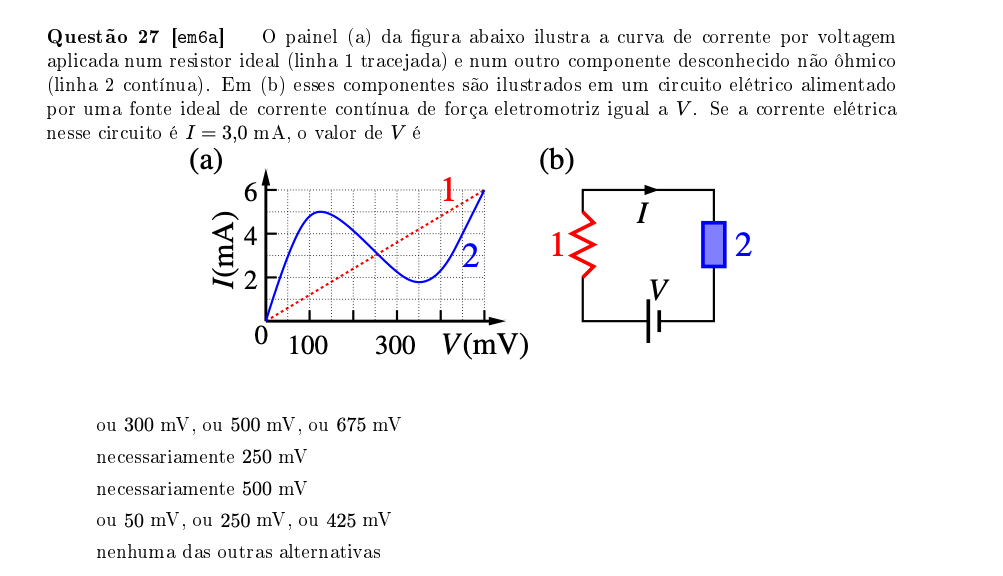 Questão 27 [em6a] O painel (a) da figura abaixo ilustra a curva de corrente por voltagem
aplicada num resistor ideal (linha 1 tracejada) e num outro componente desconhecido não ôhmico
(linha 2 contínua). Em (b) esses componentes são ilustrados em um circuito elétrico alimentado
por uma fonte ideal de corrente contínua de força eletromotriz igual a V. Se a corrente elétrica
nesse circuito é I = 3,0 mA, o valor de V é
(a)
6
4
2
0
I(mA)
100 300 V(mV)
1
2
(b)
I
1
2
V
ou 300 mV, ou 500 mV, ou 675 mV
necessariamente 250 mV
necessariamente 500 mV
ou 50 mV, ou 250 mV, ou 425 mV
nenhuma das outras alternativas